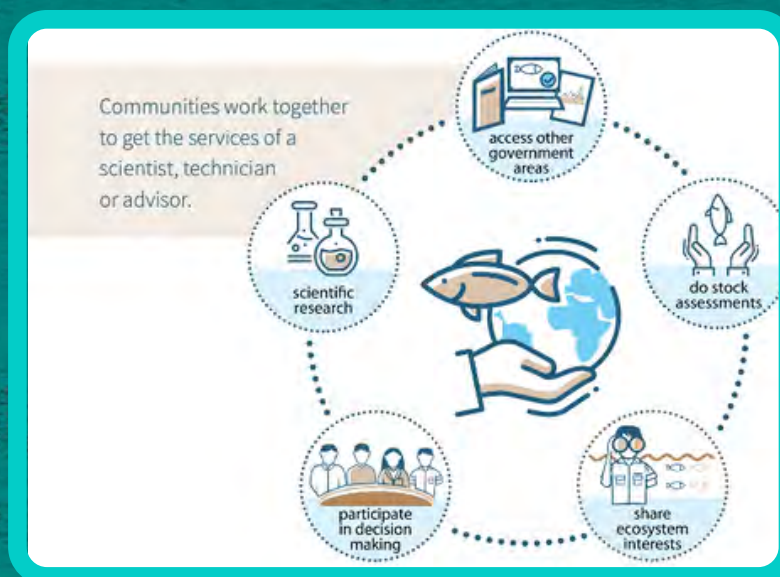 Communities work together
to get the services of a
scientist, technician
or advisor.
access other
government
areas
do stock
assessments
share
ecosystem
interests
participate
in decision
making
scientific
research